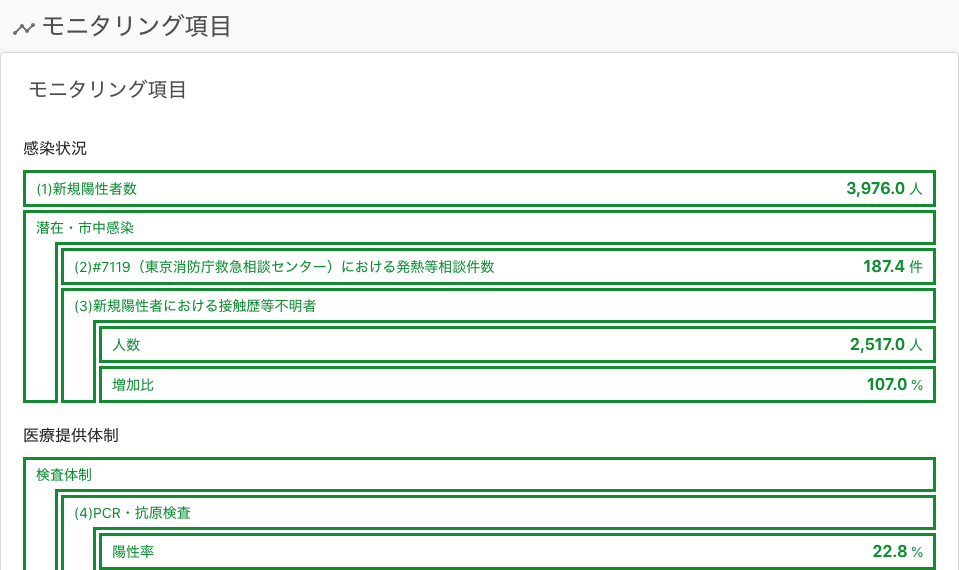 モニタリング項目
モニタリング項目
感染状況
(1)新規陽性者数 3,976.0 人
潜在・市中感染
(2)#7119（東京消防庁救急相談センター）における発熱等相談件数 187.4 件
(3)新規陽性者における接触歴等不明者
人数 2,517.0 人
増加比 107.0 %
医療提供体制
検査体制
(4)PCR・抗原検査
陽性率 22.8 %